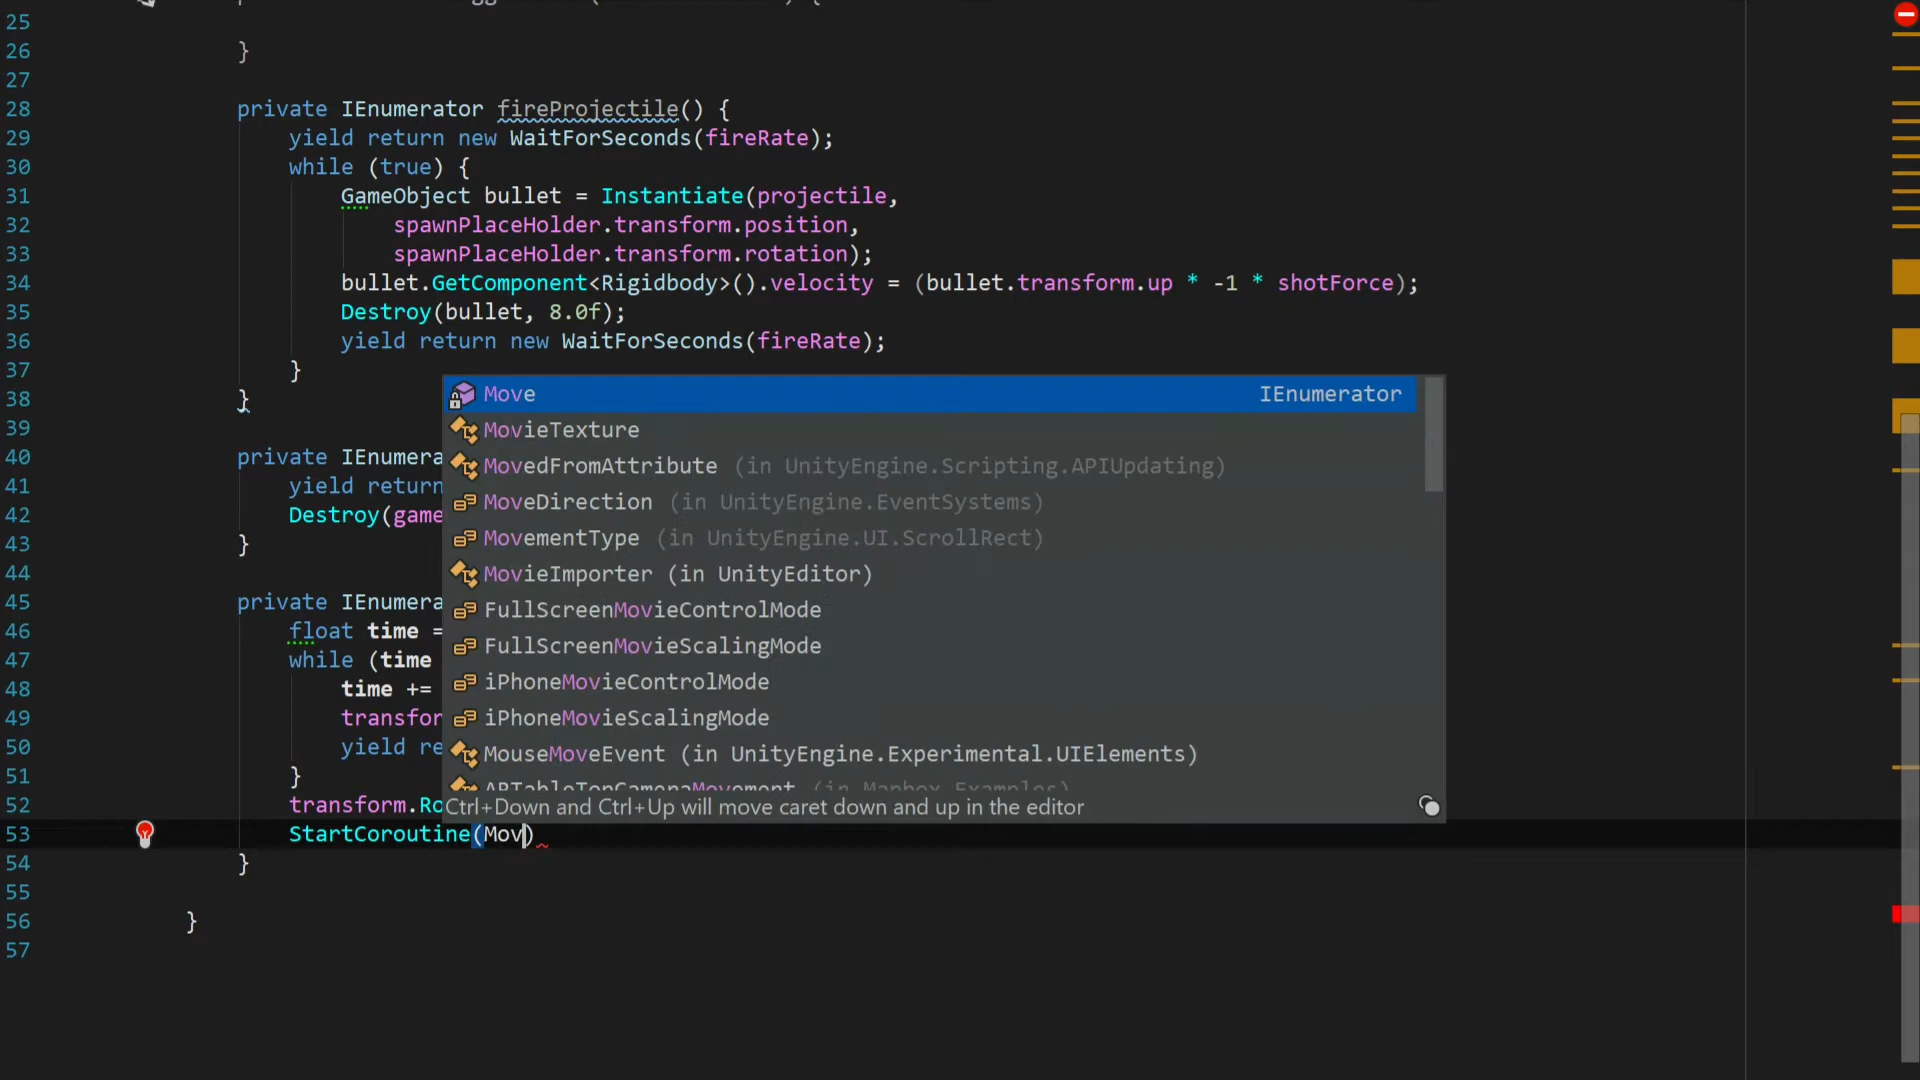 25
26 }
27
28 private IEnumerator fireProjectile() {
29 yield return new WaitForSeconds(fireRate);
30 while (true) {
31 GameObject bullet = Instantiate(projectile,
32 spawnPlaceHolder.transform.position,
33 spawnPlaceHolder.transform.rotation);
34 bullet.GetComponent<Rigidbody>().velocity = (bullet.transform.up * -1 * shotForce);
35 Destroy(bullet, 8.0f);
36 yield return new WaitForSeconds(fireRate);
37 }
38 }
39
40 private IEnumera
41 yield return
42 Destroy(game
43 }
44
45 private IEnumera
46 float time =
47 while (time
48 time +=
49 transfor
50 yield re
51 }
52 transform.Ro
53 StartCoroutine(Mov)
54 }
55
56 }
57
Move IEnumerator
MovieTexture
MovedFromAttribute (in UnityEngine.Scripting.APIUpdating)
MoveDirection (in UnityEngine.EventSystems)
MovementType (in UnityEngine.UI.ScrollRect)
MovieImporter (in UnityEditor)
FullScreenMovieControlMode
FullScreenMovieScalingMode
iPhoneMovieControlMode
iPhoneMovieScalingMode
MouseMoveEvent (in UnityEngine.Experimental.UIElements)
ARTableTopCameraMovement (in Mapbox.Examples)
Ctrl+Down and Ctrl+Up will move caret down and up in the editor